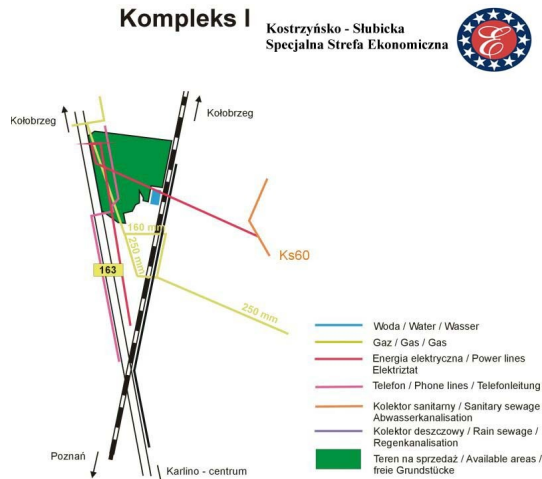 Kompleks I
Kostrzyńsko - Słubicka
Specjalna Strefa Ekonomiczna
E
Kołobrzeg
Kołobrzeg
160 mm
250 mm
Ks60
163
250 mm
Woda / Water / Wasser
Gaz / Gas / Gas
Energia elektryczna / Power lines
Elektriztat
Telefon / Phone lines / Telefonleitung
Kolektor sanitarny / Sanitary sewage
Abwasserkanalisation
Kolektor deszczowy / Rain sewage /
Regenkanalisation
Teren na sprzedaż / Available areas /
freie Grundstücke
Poznań
Karlino - centrum